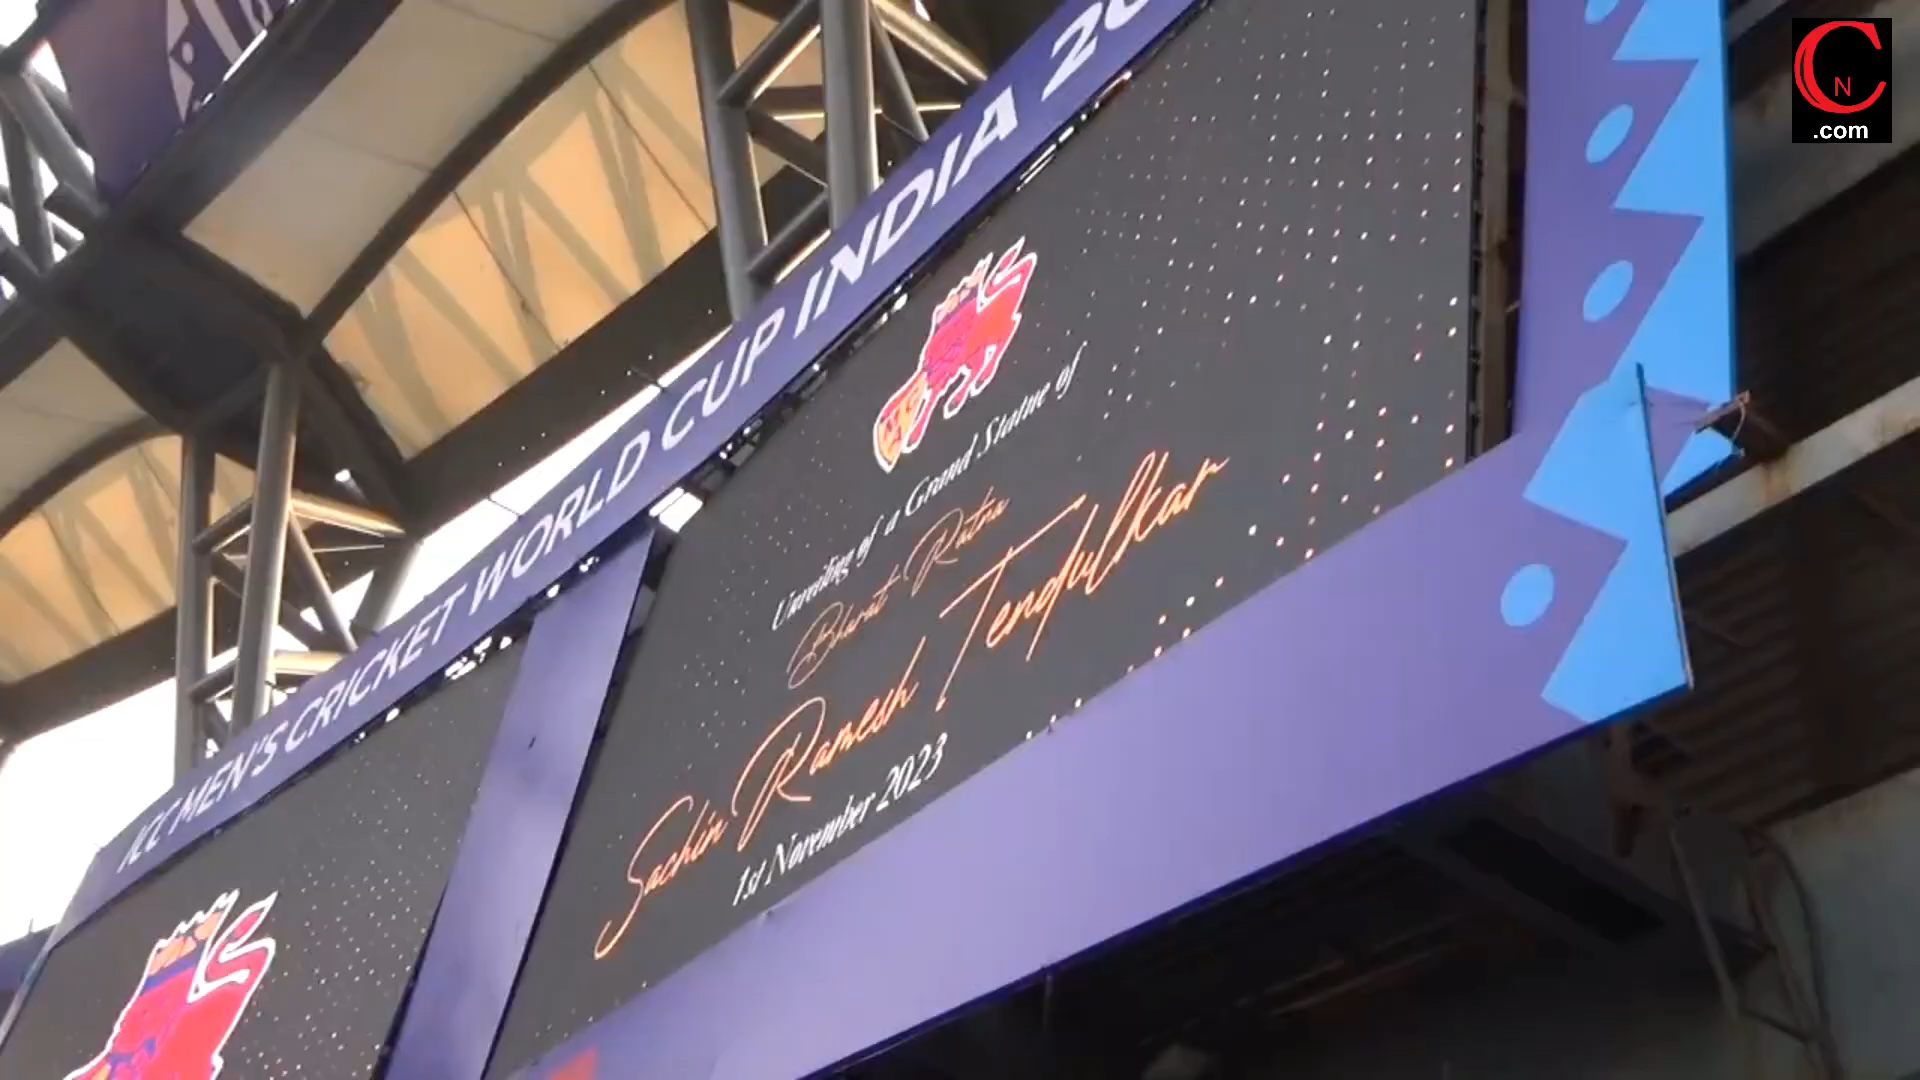 ICC MEN'S CRICKET WORLD CUP INDIA 20
Unveiling of a Grand Statue of
Bharat Ratna
Sachin Ramesh Tendulkar
1st November 2023
CN
.com